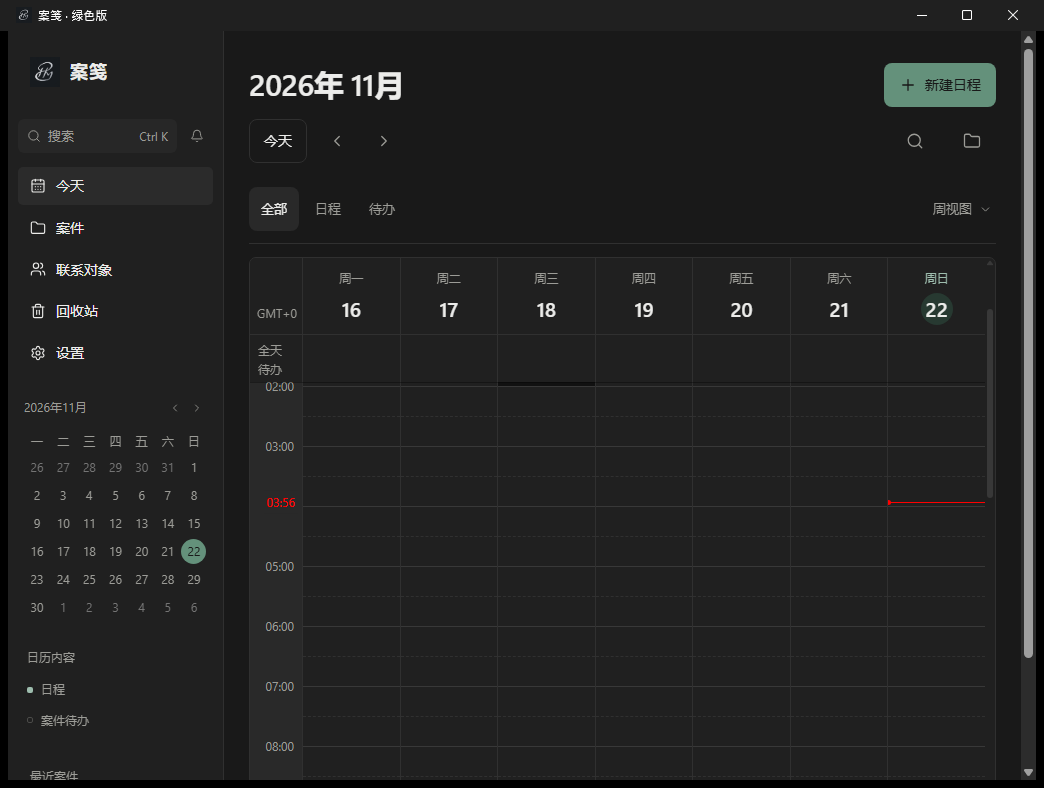 案笺 · 绿色版
案笺
搜索 Ctrl K
今天
案件
联系对象
回收站
设置
2026年11月
一 二 三 四 五 六 日
26 27 28 29 30 31 1
2 3 4 5 6 7 8
9 10 11 12 13 14 15
16 17 18 19 20 21 22
23 24 25 26 27 28 29
30 1 2 3 4 5 6
日历内容
日程
案件待办
最近案件
2026年 11月
新建日程
今天
全部 日程 待办
周视图
周一 周二 周三 周四 周五 周六 周日
GMT+0 16 17 18 19 20 21 22
全天
待办
02:00
03:00
03:56
05:00
06:00
07:00
08:00